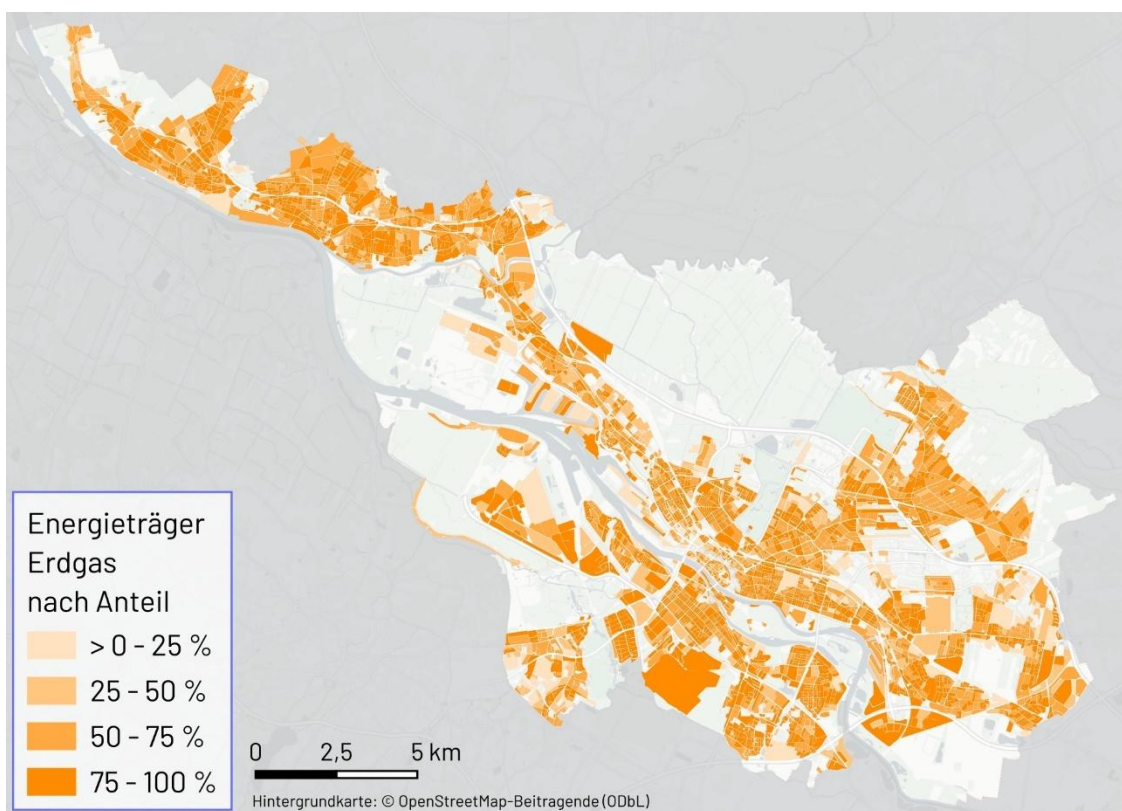 Energieträger
Erdgas
nach Anteil
> 0 - 25 %
25 - 50 %
50 - 75 %
75 - 100 %
0 2,5 5 km
Hintergrundkarte: © OpenStreetMap-Beitragende (ODbL)